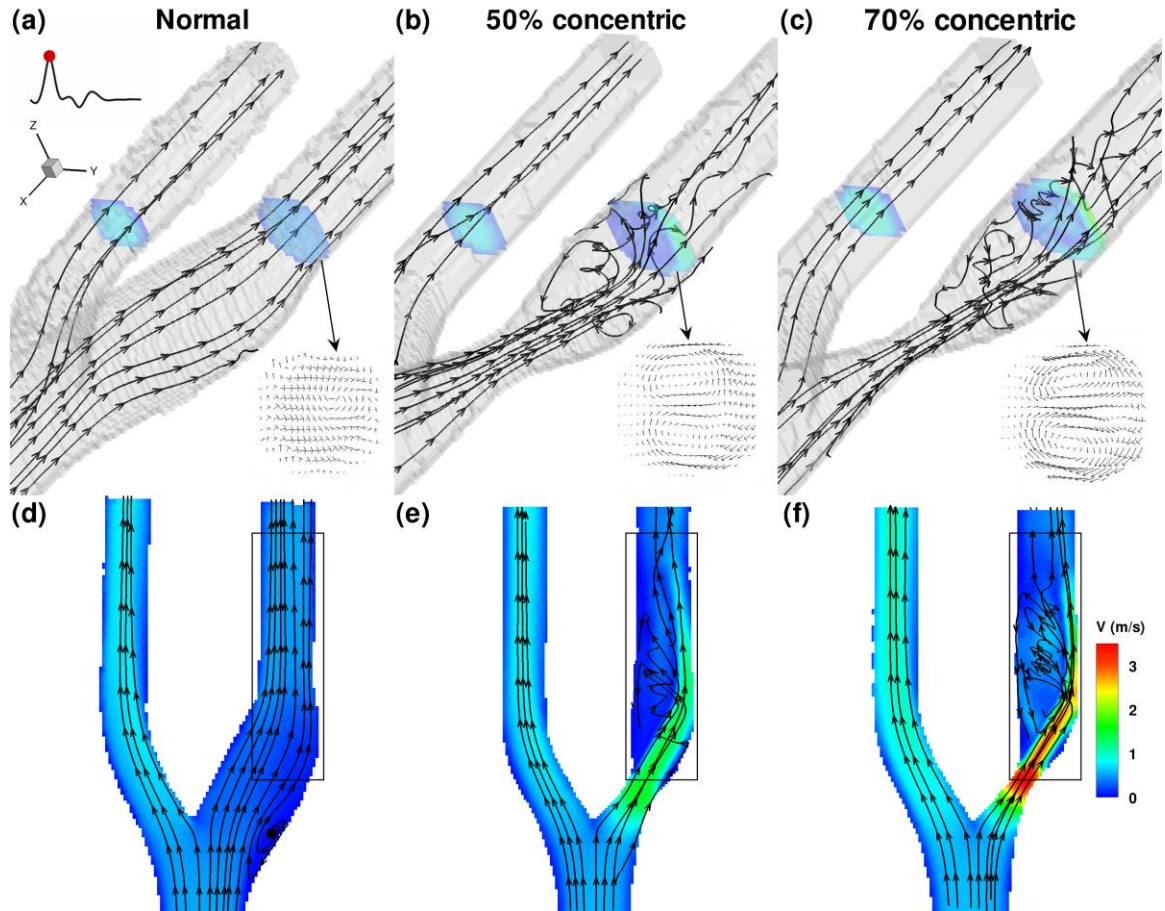 (a) Normal
(b) 50% concentric
(c) 70% concentric
Z
Y
X
(d)
(e)
(f)
V (m/s)
3
2
1
0